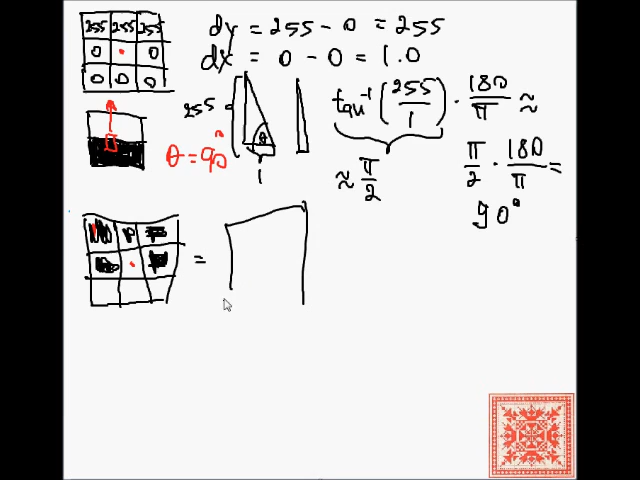 255 255 255
0 0
0 0 0
dy = 255 - 0 = 255
dx = 0 - 0 = 1.0
255
θ
1
θ = 90°
tan⁻¹ (255/1) · 180/π ≈
≈ π/2
π/2 · 180/π =
90°
=